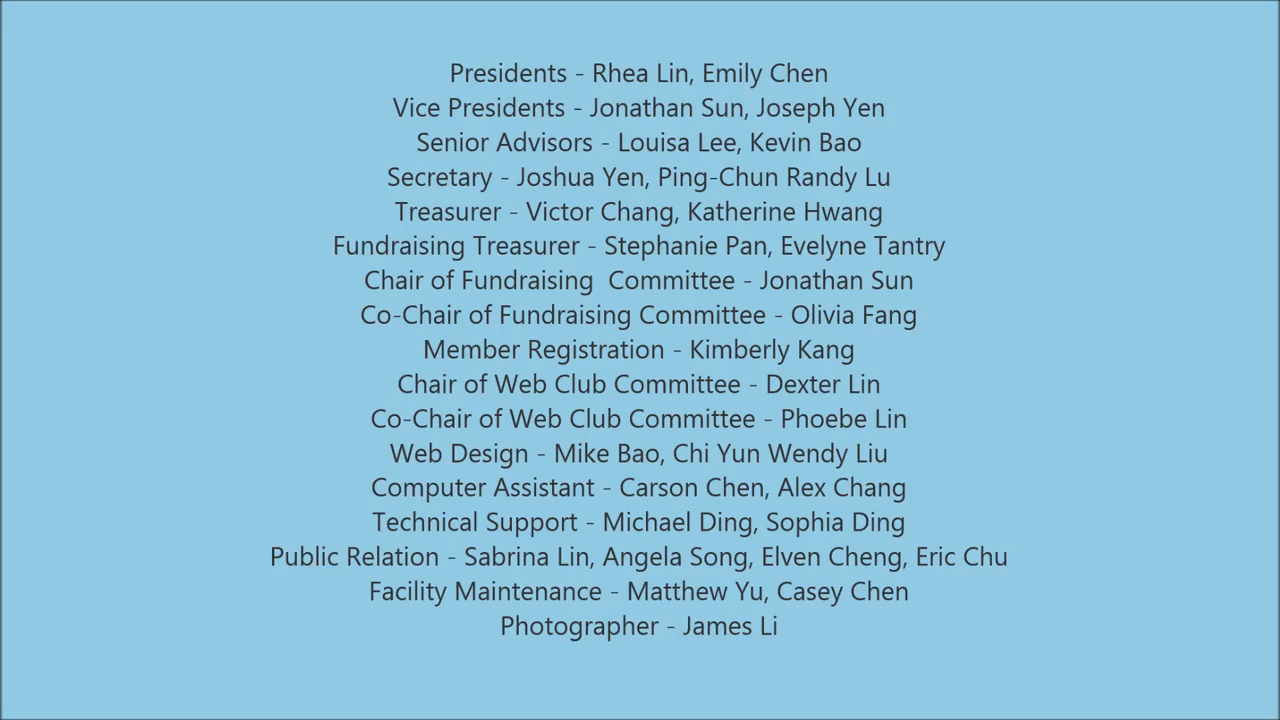 Presidents - Rhea Lin, Emily Chen
Vice Presidents - Jonathan Sun, Joseph Yen
Senior Advisors - Louisa Lee, Kevin Bao
Secretary - Joshua Yen, Ping-Chun Randy Lu
Treasurer - Victor Chang, Katherine Hwang
Fundraising Treasurer - Stephanie Pan, Evelyne Tantry
Chair of Fundraising  Committee - Jonathan Sun
Co-Chair of Fundraising Committee - Olivia Fang
Member Registration - Kimberly Kang
Chair of Web Club Committee - Dexter Lin
Co-Chair of Web Club Committee - Phoebe Lin
Web Design - Mike Bao, Chi Yun Wendy Liu
Computer Assistant - Carson Chen, Alex Chang
Technical Support - Michael Ding, Sophia Ding
Public Relation - Sabrina Lin, Angela Song, Elven Cheng, Eric Chu
Facility Maintenance - Matthew Yu, Casey Chen
Photographer - James Li